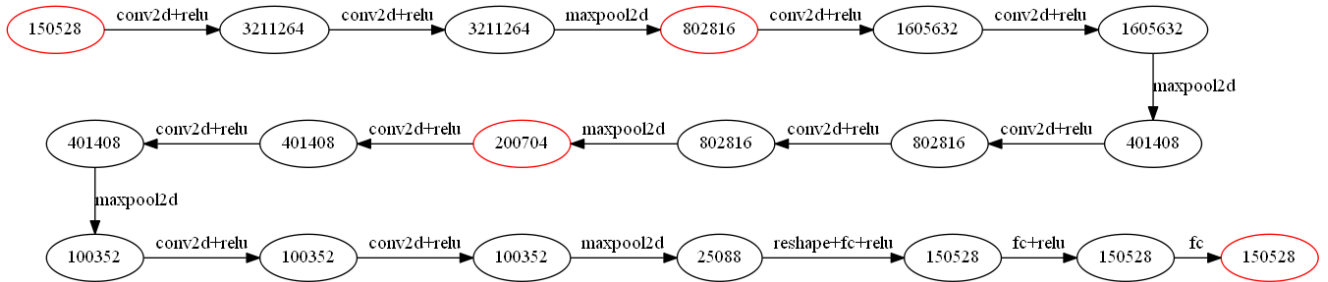 150528 conv2d+relu 3211264 conv2d+relu 3211264 maxpool2d 802816 conv2d+relu 1605632 conv2d+relu 1605632
maxpool2d
401408 conv2d+relu 401408 conv2d+relu 200704 maxpool2d 802816 conv2d+relu 802816 conv2d+relu 401408
maxpool2d
100352 conv2d+relu 100352 conv2d+relu 100352 maxpool2d 25088 reshape+fc+relu 150528 fc+relu 150528 fc 150528